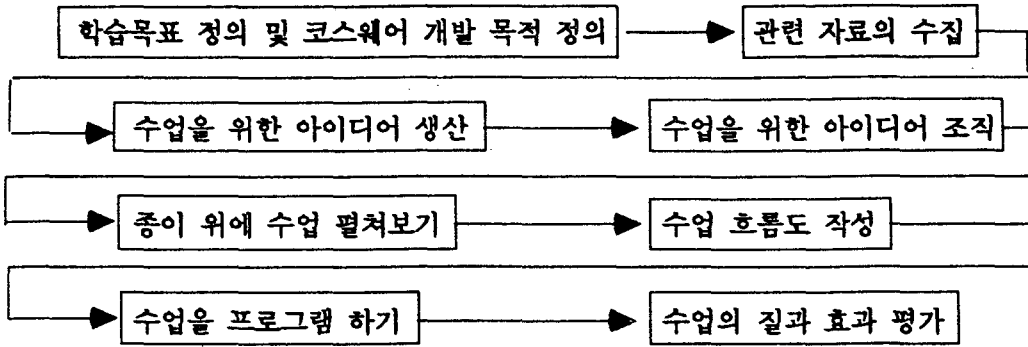 학습목표 정의 및 코스웨어 개발 목적 정의
관련 자료의 수집
수업을 위한 아이디어 생산
수업을 위한 아이디어 조직
종이 위에 수업 펼쳐보기
수업 흐름도 작성
수업을 프로그램 하기
수업의 질과 효과 평가